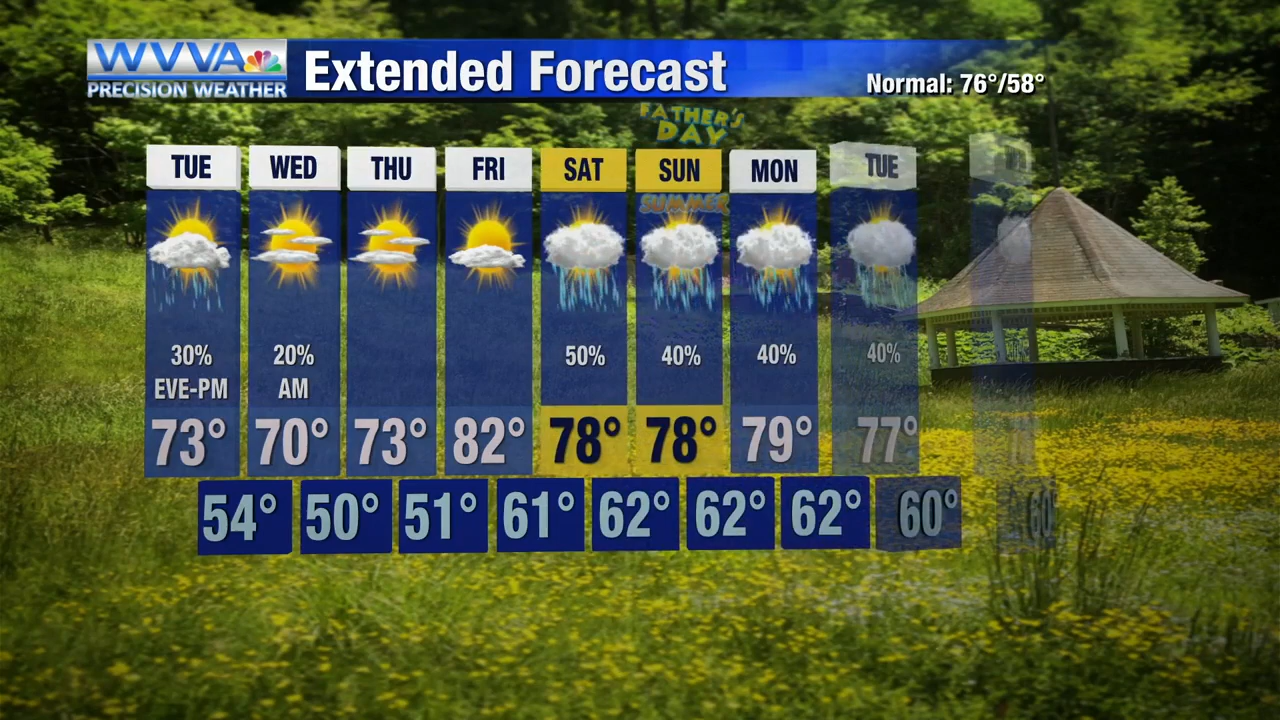 WVVA
PRECISION WEATHER
Extended Forecast
Normal: 76°/58°
FATHER'S
DAY
TUE WED THU FRI SAT SUN MON TUE
SUMMER
30% 20% 50% 40% 40% 40%
EVE-PM AM
73° 70° 73° 82° 78° 78° 79° 77°
54° 50° 51° 61° 62° 62° 62° 60° 60°